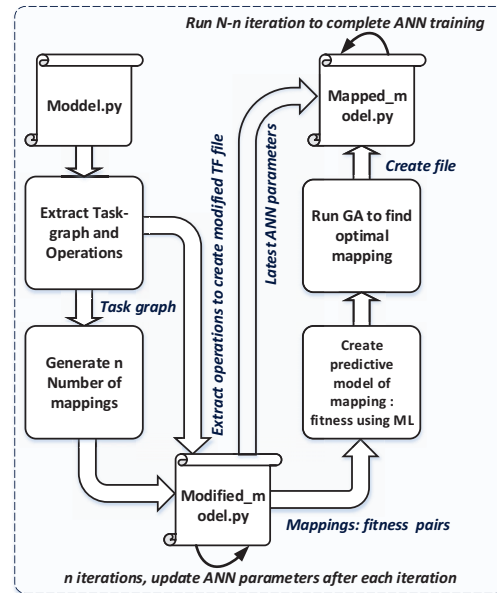 Run N-n iteration to complete ANN training
Moddel.py
Mapped_m
odel.py
Extract Task-
graph and
Operations
Extract operations to create modified TF file
Latest ANN parameters
Create file
Run GA to find
optimal
mapping
Task graph
Generate n
Number of
mappings
Create
predictive
model of
mapping :
fitness using ML
Modified_m
odel.py
Mappings: fitness pairs
n iterations, update ANN parameters after each iteration